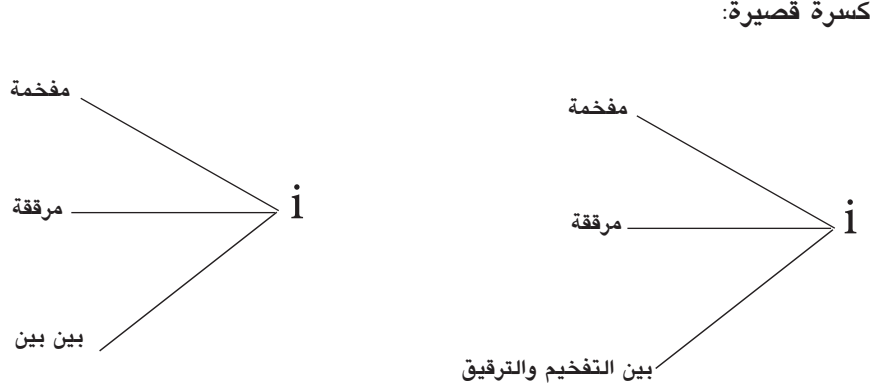 كسرة قصيرة:
مفخمة
مرققة
بين التفخيم والترقيق
i
مفخمة
مرققة
بين بين
i